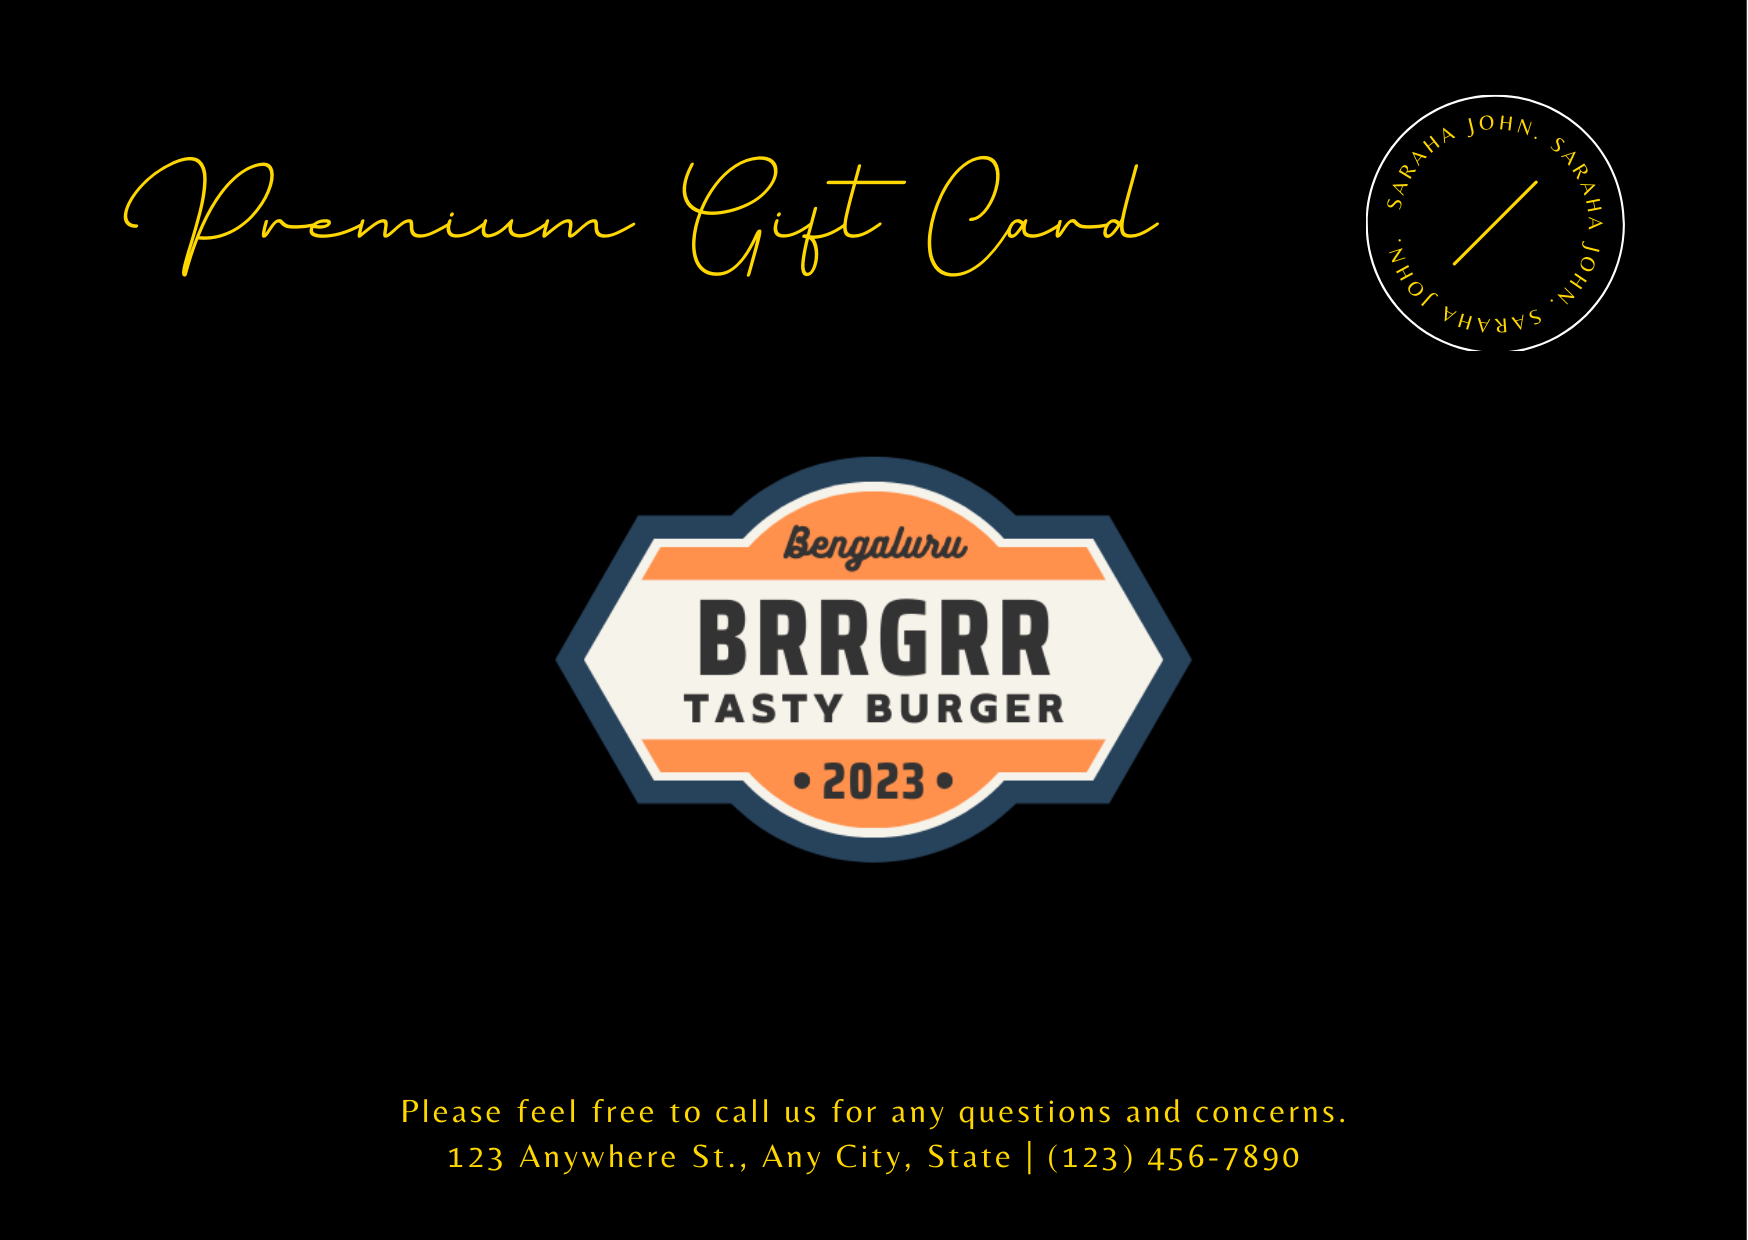 Premium Gift Card
SARAHA JOHN. SARAHA JOHN. SARAHA JOHN.
Bengaluru
BRRGRR
TASTY BURGER
• 2023 •
Please feel free to call us for any questions and concerns.
123 Anywhere St., Any City, State | (123) 456-7890